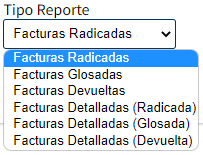 Tipo Reporte
Facturas Radicadas
Facturas Radicadas
Facturas Glosadas
Facturas Devueltas
Facturas Detalladas (Radicada)
Facturas Detalladas (Glosada)
Facturas Detalladas (Devuelta)